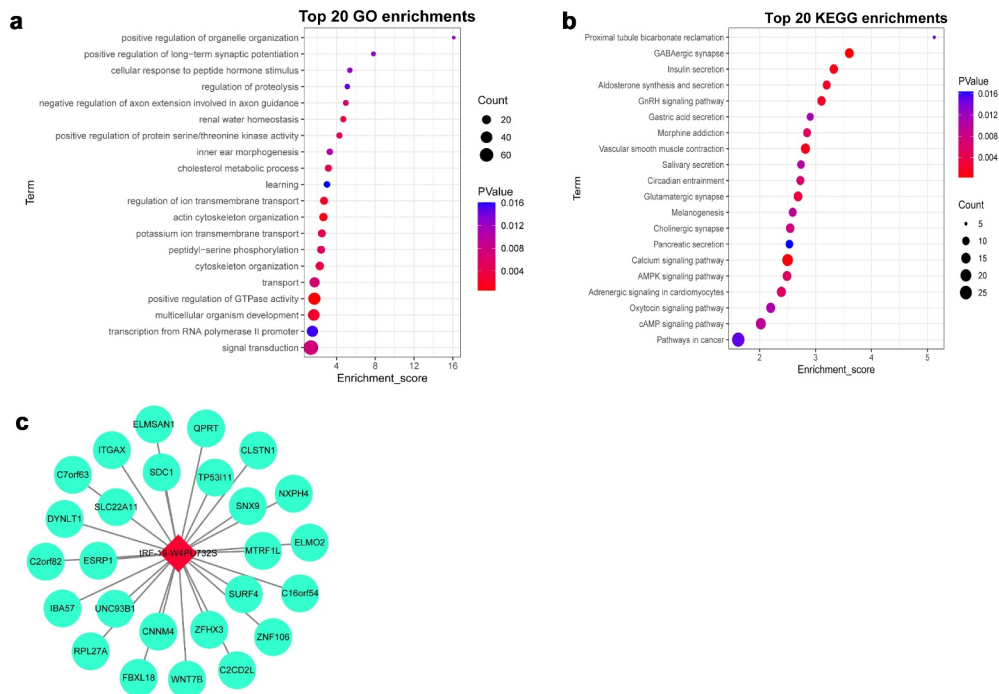 a
Top 20 GO enrichments
positive regulation of organelle organization
positive regulation of long−term synaptic potentiation
cellular response to peptide hormone stimulus
regulation of proteolysis
negative regulation of axon extension involved in axon guidance
renal water homeostasis
positive regulation of protein serine/threonine kinase activity
inner ear morphogenesis
cholesterol metabolic process
learning
regulation of ion transmembrane transport
actin cytoskeleton organization
potassium ion transmembrane transport
peptidyl−serine phosphorylation
cytoskeleton organization
transport
positive regulation of GTPase activity
multicellular organism development
transcription from RNA polymerase II promoter
signal transduction
Term
4 8 12 16
Enrichment_score
Count
20
40
60
PValue
0.016
0.012
0.008
0.004
b
Top 20 KEGG enrichments
Proximal tubule bicarbonate reclamation
GABAergic synapse
Insulin secretion
Aldosterone synthesis and secretion
GnRH signaling pathway
Gastric acid secretion
Morphine addiction
Vascular smooth muscle contraction
Salivary secretion
Circadian entrainment
Glutamatergic synapse
Melanogenesis
Cholinergic synapse
Pancreatic secretion
Calcium signaling pathway
AMPK signaling pathway
Adrenergic signaling in cardiomyocytes
Oxytocin signaling pathway
cAMP signaling pathway
Pathways in cancer
Term
2 3 4 5
Enrichment_score
PValue
0.016
0.012
0.008
0.004
Count
5
10
15
20
25
c
ELMSAN1
QPRT
ITGAX
CLSTN1
C7orf63
SDC1
TP53I11
NXPH4
SLC22A11
SNX9
DYNLT1
ELMO2
C2orf82
ESRP1
tRF-19-W4PU732S
MTRF1L
IBA57
UNC93B1
SURF4
C16orf54
RPL27A
CNNM4
ZFHX3
ZNF106
FBXL18
WNT7B
C2CD2L